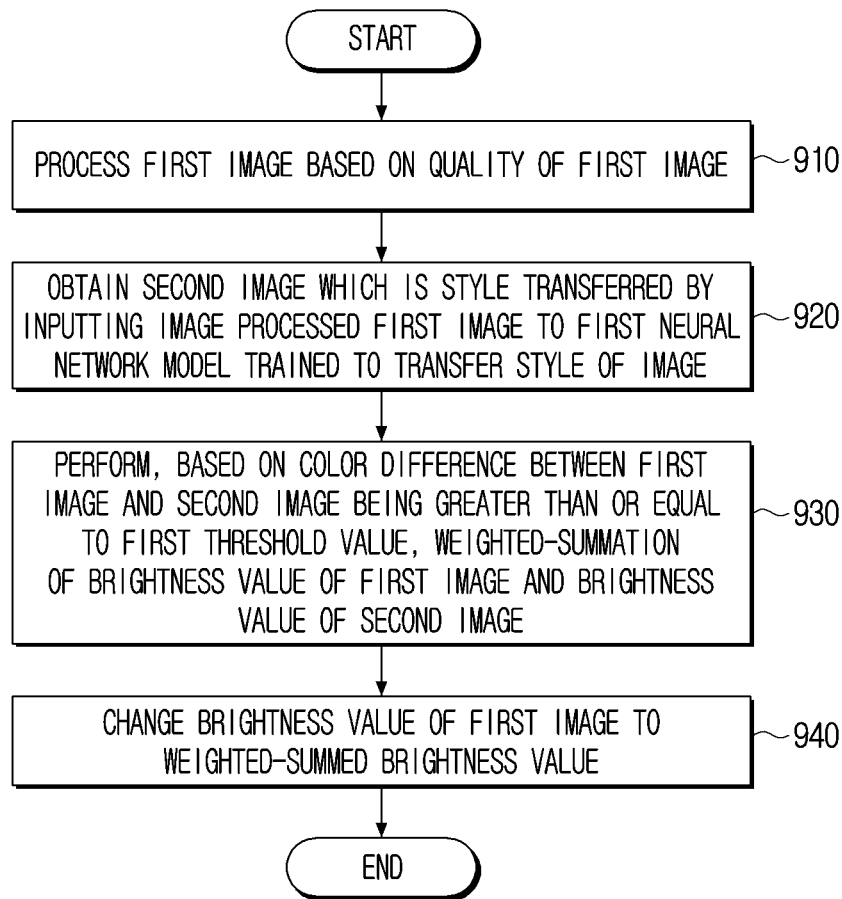 START
PROCESS FIRST IMAGE BASED ON QUALITY OF FIRST IMAGE
910
OBTAIN SECOND IMAGE WHICH IS STYLE TRANSFERRED BY
INPUTTING IMAGE PROCESSED FIRST IMAGE TO FIRST NEURAL
NETWORK MODEL TRAINED TO TRANSFER STYLE OF IMAGE
920
PERFORM, BASED ON COLOR DIFFERENCE BETWEEN FIRST
IMAGE AND SECOND IMAGE BEING GREATER THAN OR EQUAL
TO FIRST THRESHOLD VALUE, WEIGHTED-SUMMATION
OF BRIGHTNESS VALUE OF FIRST IMAGE AND BRIGHTNESS
VALUE OF SECOND IMAGE
930
CHANGE BRIGHTNESS VALUE OF FIRST IMAGE TO
WEIGHTED-SUMMED BRIGHTNESS VALUE
940
END